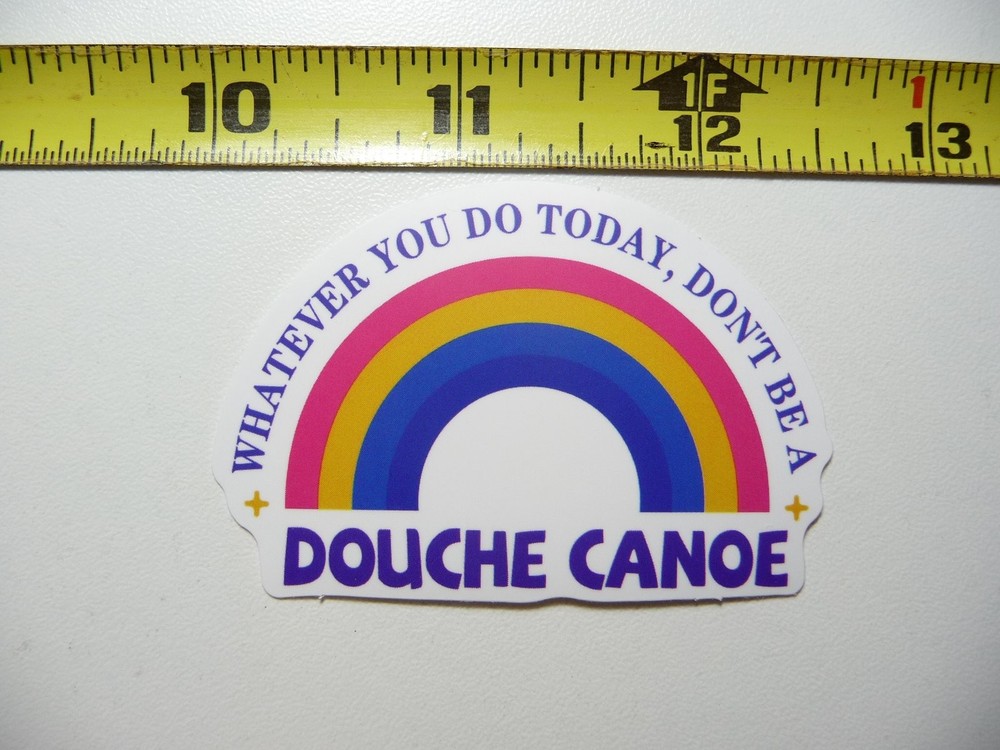 10 11 1F 12 1 13
WHATEVER YOU DO TODAY, DON'T BE A
DOUCHE CANOE